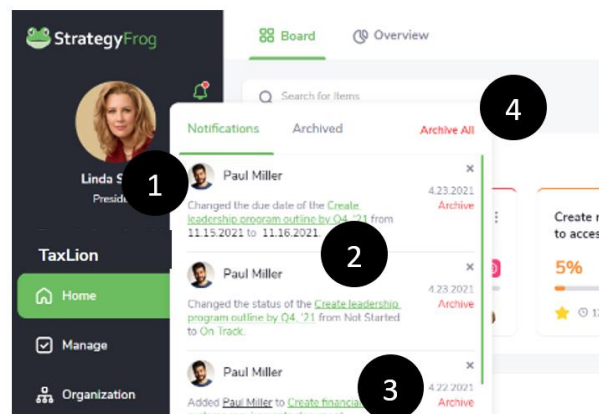 StrategyFrog
Board
Overview
Search for Items
4
Notifications
Archived
Archive All
1
Paul Miller
4.23.2021
Archive
Linda S
Presid
Changed the due date of the Create
leadership program outline by Q4, '21 from
11.15.2021 to 11.16.2021.
2
TaxLion
Home
Manage
Organization
Paul Miller
4.23.2021
Archive
Changed the status of the Create leadership
program outline by Q4, '21 from Not Started
to On Track.
Paul Miller
4.22.2021
Archive
3
Added Paul Miller to Create financial
Create r
to acces
5%